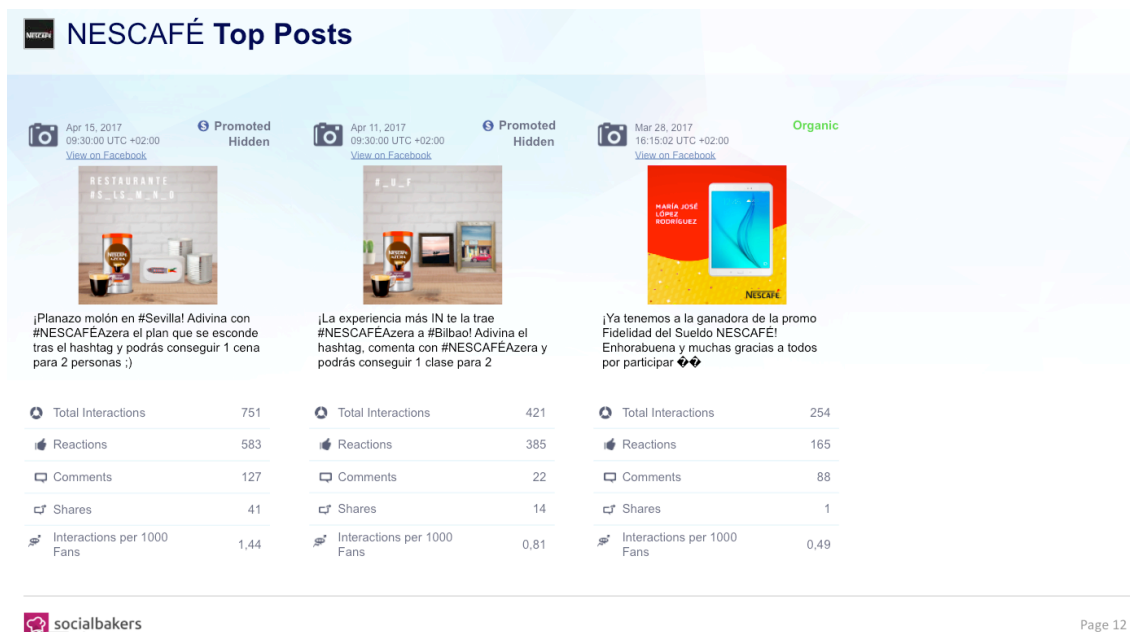 NESCAFÉ Top Posts
Apr 15, 2017
09:30:00 UTC +02:00
View on Facebook
Promoted
Hidden
RESTAURANTE
#S_LS_M_N_R
NESCAFÉ
¡Planazo molón en #Sevilla! Adivina con
#NESCAFÉAzera el plan que se esconde
tras el hashtag y podrás conseguir 1 cena
para 2 personas ;)
Total Interactions 751
Reactions 583
Comments 127
Shares 41
Interactions per 1000
Fans
1,44
Apr 11, 2017
09:30:00 UTC +02:00
View on Facebook
Promoted
Hidden
#_U_F
NESCAFÉ
¡La experiencia más IN te la trae
#NESCAFÉAzera a #Bilbao! Adivina el
hashtag, comenta con #NESCAFÉAzera y
podrás conseguir 1 clase para 2
Total Interactions 421
Reactions 385
Comments 22
Shares 14
Interactions per 1000
Fans
0,81
Mar 28, 2017
16:15:02 UTC +02:00
View on Facebook
Organic
MARÍA JOSÉ
LÓPEZ
RODRÍGUEZ
NESCAFÉ
¡Ya tenemos a la ganadora de la promo
Fidelidad del Sueldo NESCAFÉ!
Enhorabuena y muchas gracias a todos
por participar ��
Total Interactions 254
Reactions 165
Comments 88
Shares 1
Interactions per 1000
Fans
0,49
socialbakers
Page 12